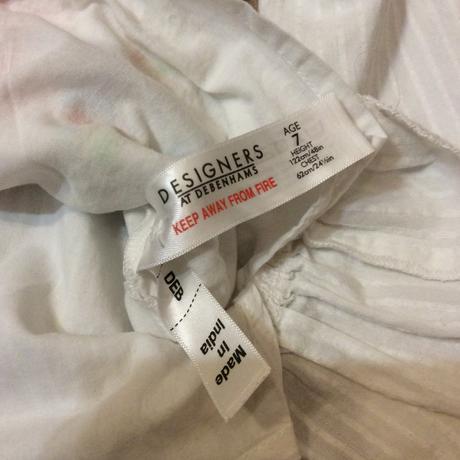 DESIGNERS
AT DEBENHAMS
KEEP AWAY FROM FIRE
AGE
7
HEIGHT
122cm/48in
CHEST
62cm/24½in
DEB
Made
in
India